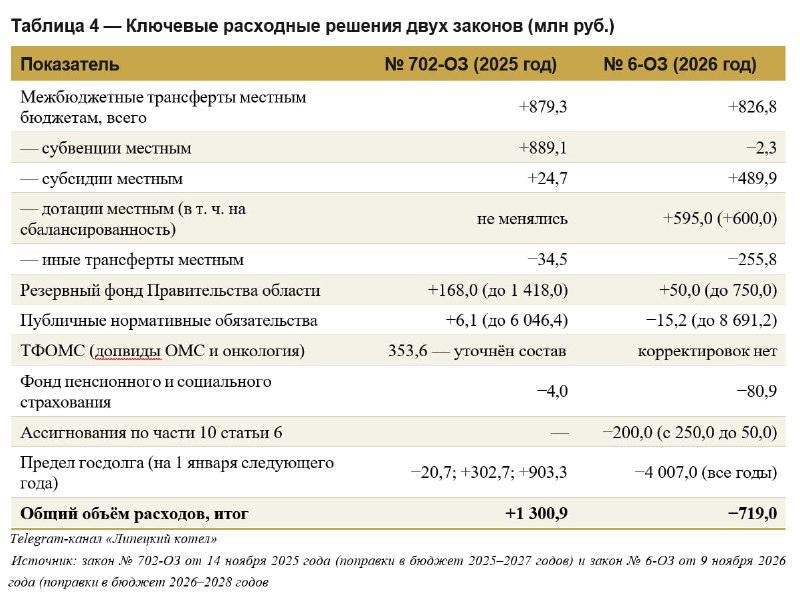 Таблица 4 — Ключевые расходные решения двух законов (млн руб.)
Показатель № 702-ОЗ (2025 год) № 6-ОЗ (2026 год)
Межбюджетные трансферты местным
бюджетам, всего +879,3 +826,8
— субвенции местным +889,1 −2,3
— субсидии местным +24,7 +489,9
— дотации местным (в т. ч. на
сбалансированность) не менялись +595,0 (+600,0)
— иные трансферты местным −34,5 −255,8
Резервный фонд Правительства области +168,0 (до 1 418,0) +50,0 (до 750,0)
Публичные нормативные обязательства +6,1 (до 6 046,4) −15,2 (до 8 691,2)
ТФОМС (допвиды ОМС и онкология) 353,6 — уточнён состав корректировок нет
Фонд пенсионного и социального
страхования −4,0 −80,9
Ассигнования по части 10 статьи 6 — −200,0 (с 250,0 до 50,0)
Предел госдолга (на 1 января следующего
года) −20,7; +302,7; +903,3 −4 007,0 (все годы)
Общий объём расходов, итог +1 300,9 −719,0
Telegram-канал «Липецкий котел»
Источник: закон № 702-ОЗ от 14 ноября 2025 года (поправки в бюджет 2025–2027 годов) и закон № 6-ОЗ от 9 ноября 2026
года (поправки в бюджет 2026–2028 годов